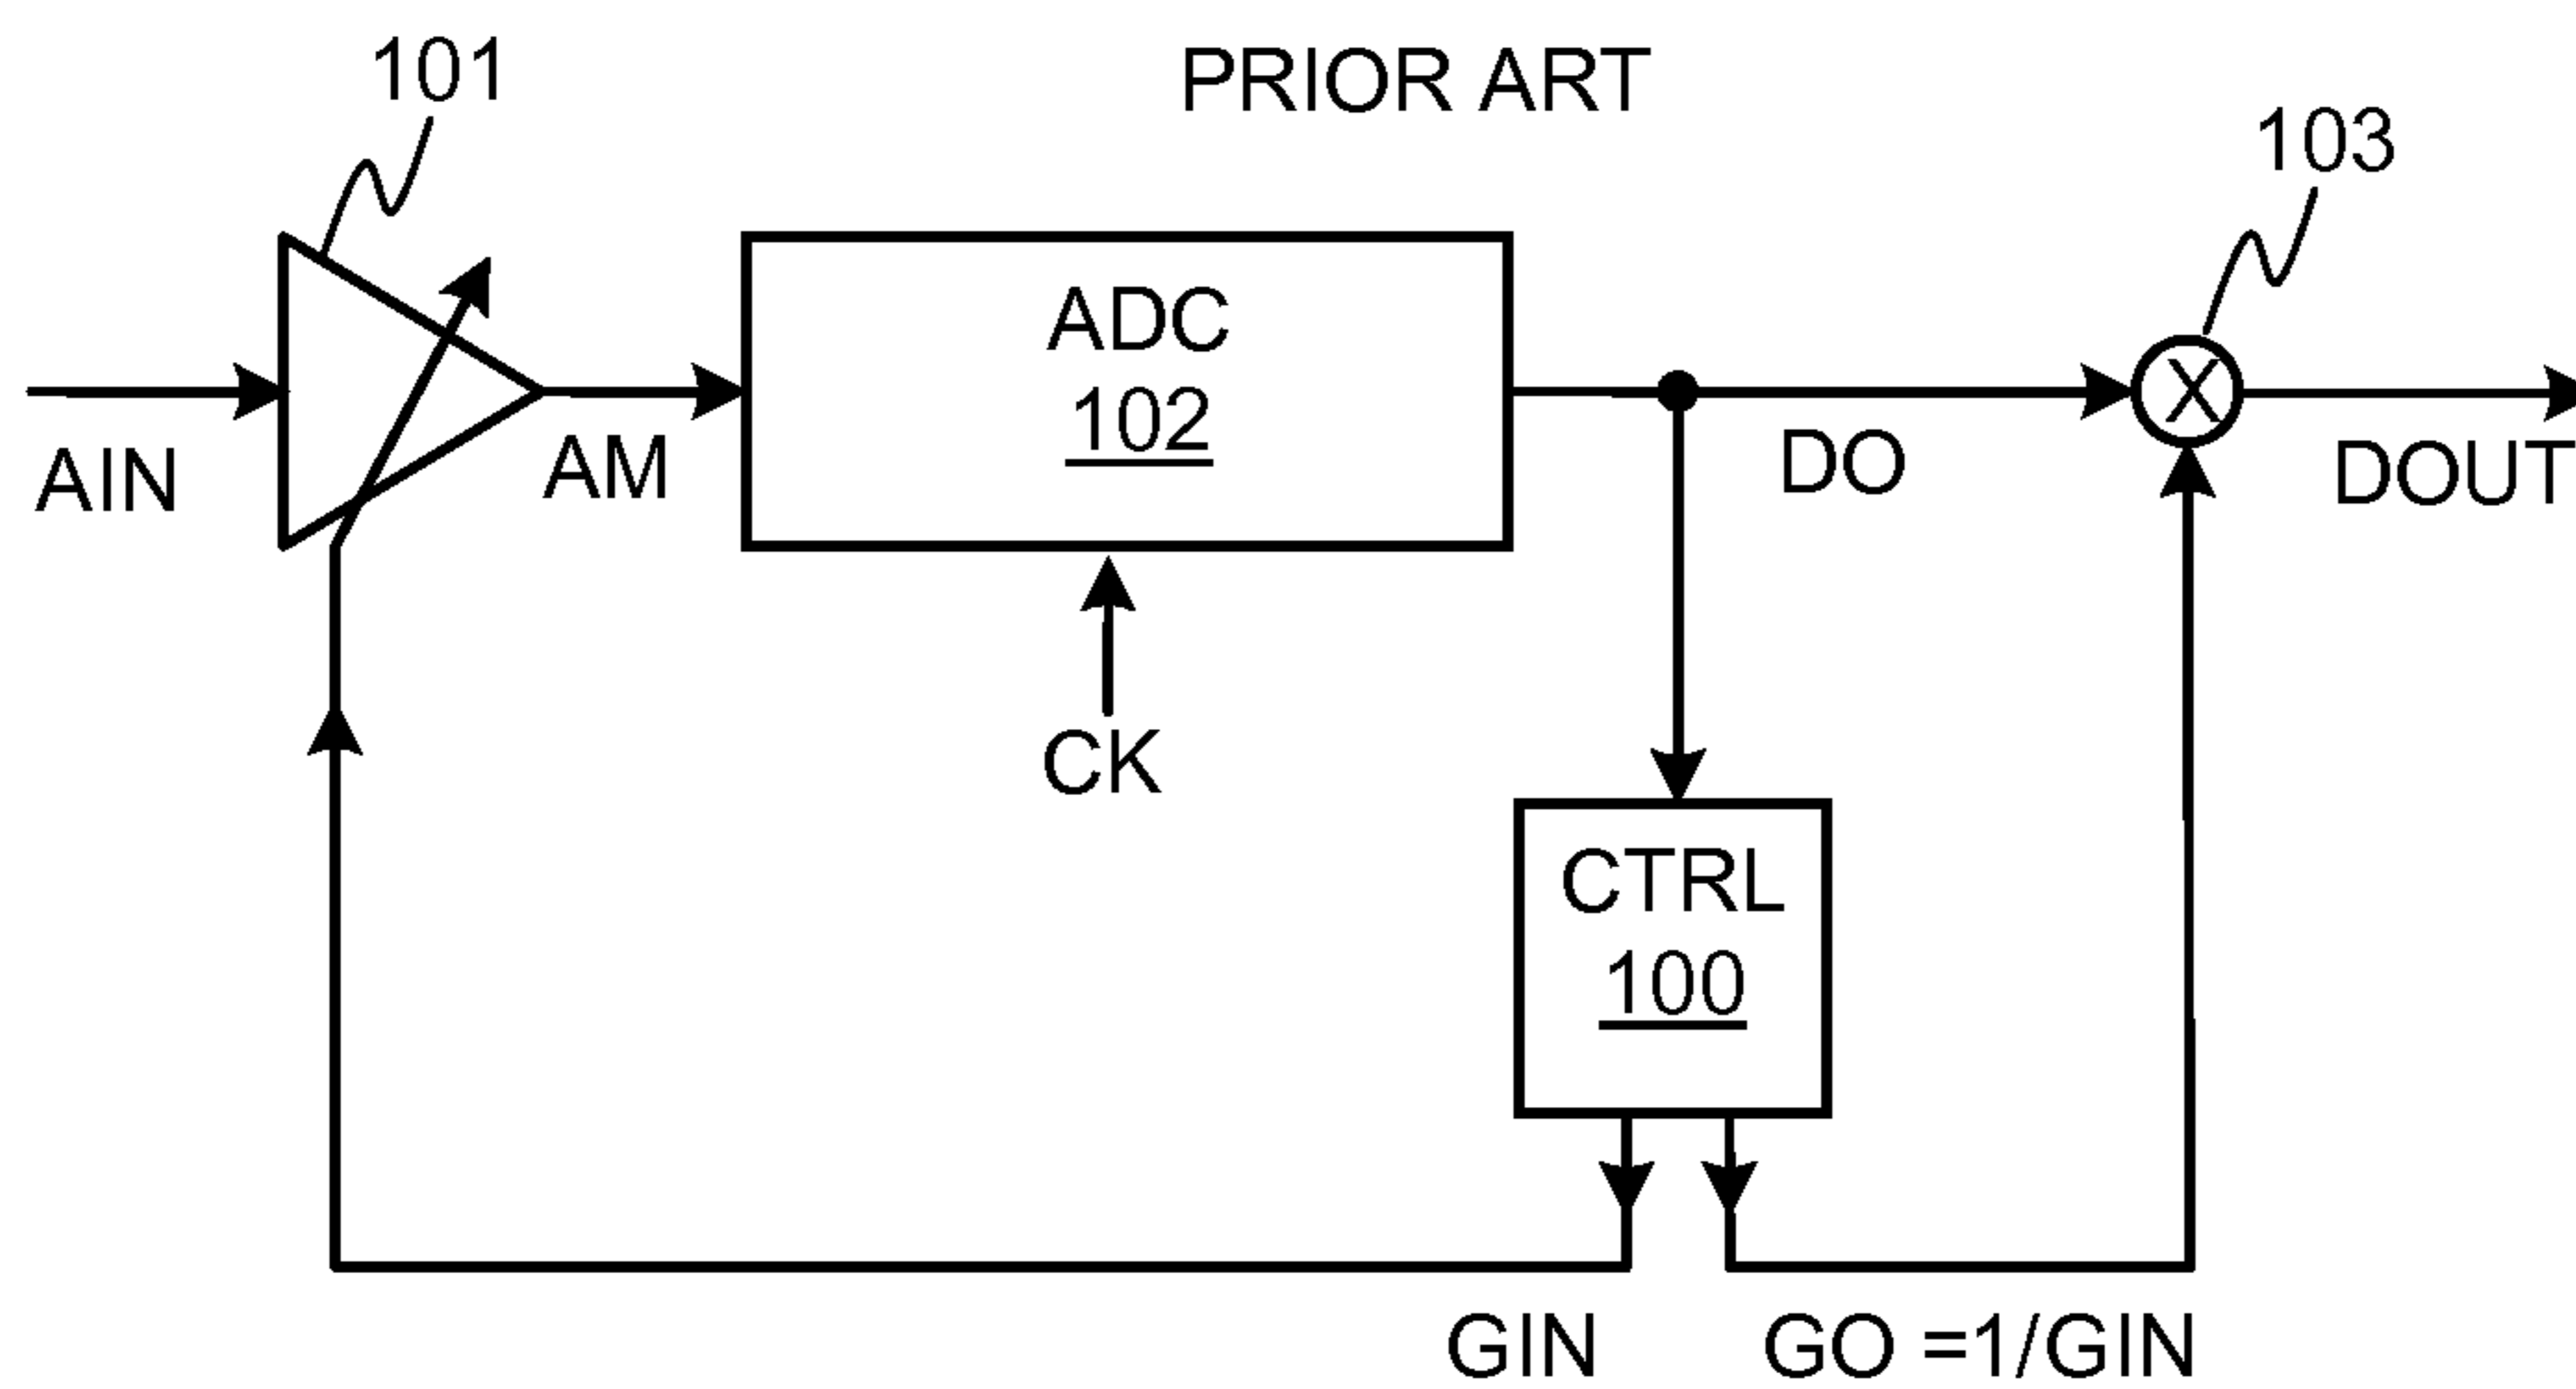 101
PRIOR ART
103
ADC
102
X
AIN
AM
DO
DOUT
CK
CTRL
100
GIN
GO =1/GIN